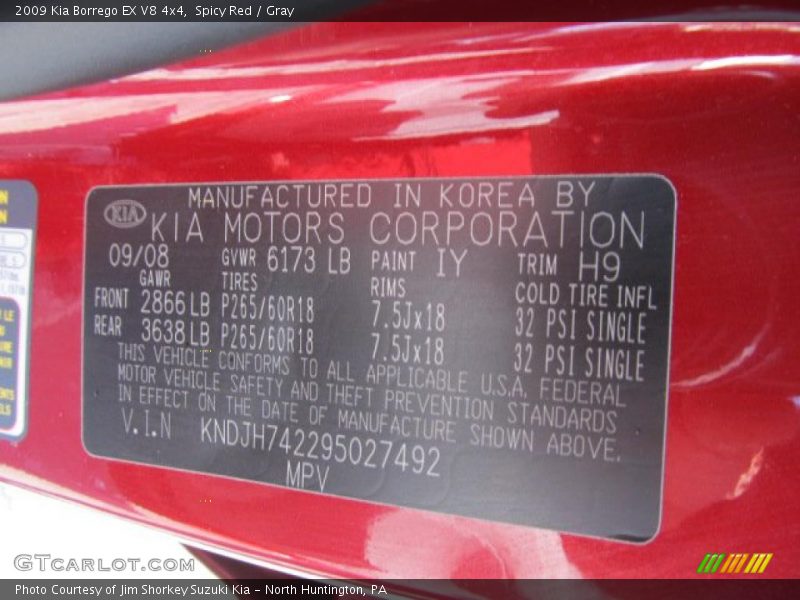 2009 Kia Borrego EX V8 4x4, Spicy Red / Gray
MANUFACTURED IN KOREA BY
KIA KIA MOTORS CORPORATION
09/08 GVWR 6173 LB PAINT IY TRIM H9
GAWR TIRES RIMS COLD TIRE INFL
FRONT 2866 LB P265/60R18 7.5Jx18 32 PSI SINGLE
REAR 3638 LB P265/60R18 7.5Jx18 32 PSI SINGLE
THIS VEHICLE CONFORMS TO ALL APPLICABLE U.S.A. FEDERAL
MOTOR VEHICLE SAFETY AND THEFT PREVENTION STANDARDS
IN EFFECT ON THE DATE OF MANUFACTURE SHOWN ABOVE.
V.I.N KNDJH742295027492
MPV
GTCARLOT.COM
Photo Courtesy of Jim Shorkey Suzuki Kia - North Huntington, PA